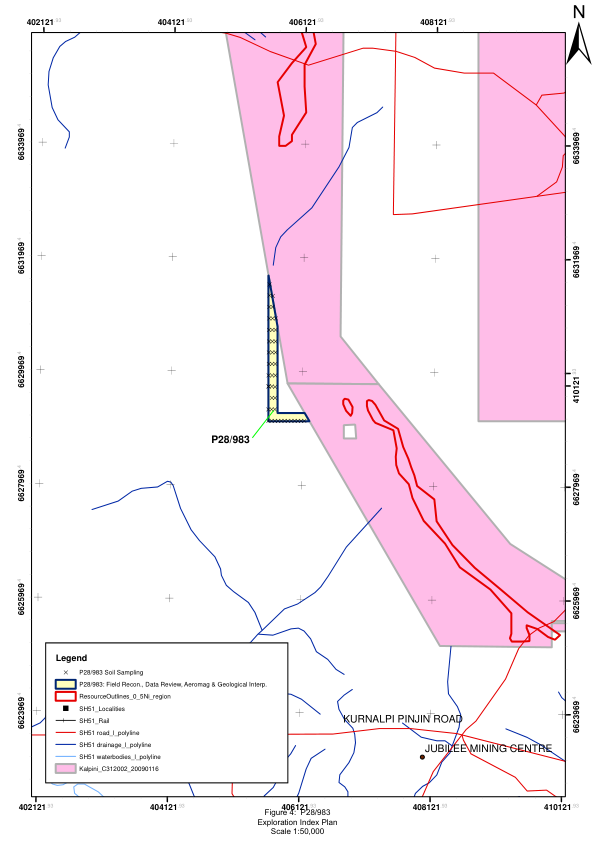 402121
404121
406121
408121
N
6633969
6633969
6631969
6631969
6629969
410121
P28/983
6627969
6627969
6625969
6625969
Legend
P28/983 Soil Sampling
P28/983: Field Recon., Data Review, Aeromag & Geological Interp.
ResourceOutlines_0_5Ni_region
SH51_Localities
SH51_Rail
SH51 road_l_polyline
SH51 drainage_l_polyline
SH51 waterbodies_l_polyline
Kalpini_C312002_20090116
6623969
6623969
KURNALPI PINJIN ROAD
JUBILEE MINING CENTRE
402121
404121
406121
408121
410121
Figure 4: P28/983
Exploration Index Plan
Scale 1:50,000